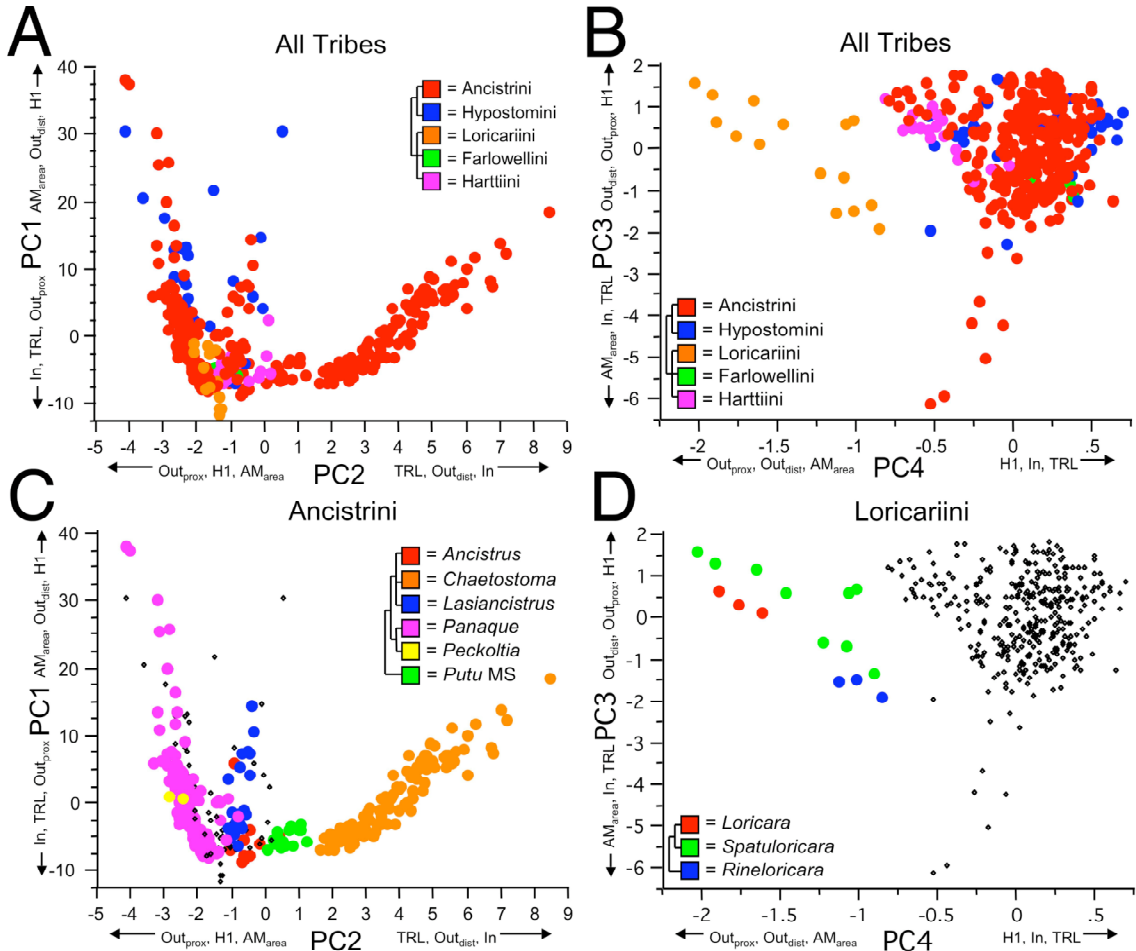 A
All Tribes
40
30
20
10
0
-10
In, TRL, Outprox PC1 AMarea, Outdist, H1
= Ancistrini
= Hypostomini
= Loricariini
= Farlowellini
= Harttiini
-5 -4 -3 -2 -1 0 1 2 3 4 5 6 7 8 9
Outprox, H1, AMarea PC2 TRL, Outdist, In
B
All Tribes
2
1
0
-1
-2
-3
-4
-5
-6
AMarea, In, TRL PC3 Outdist, Outprox, H1
= Ancistrini
= Hypostomini
= Loricariini
= Farlowellini
= Harttiini
-2 -1.5 -1 -0.5 0 0.5
Outprox, Outdist, AMarea PC4 H1, In, TRL
C
Ancistrini
40
30
20
10
0
-10
In, TRL, Outprox PC1 AMarea, Outdist, H1
= Ancistrus
= Chaetostoma
= Lasiancistrus
= Panaque
= Peckoltia
= Putu MS
-5 -4 -3 -2 -1 0 1 2 3 4 5 6 7 8 9
Outprox, H1, AMarea PC2 TRL, Outdist, In
D
Loricariini
2
1
0
-1
-2
-3
-4
-5
-6
AMarea, In, TRL PC3 Outdist, Outprox, H1
= Loricara
= Spatuloricara
= Rineloricara
-2 -1.5 -1 -0.5 0 0.5
Outprox, Outdist, AMarea PC4 H1, In, TRL